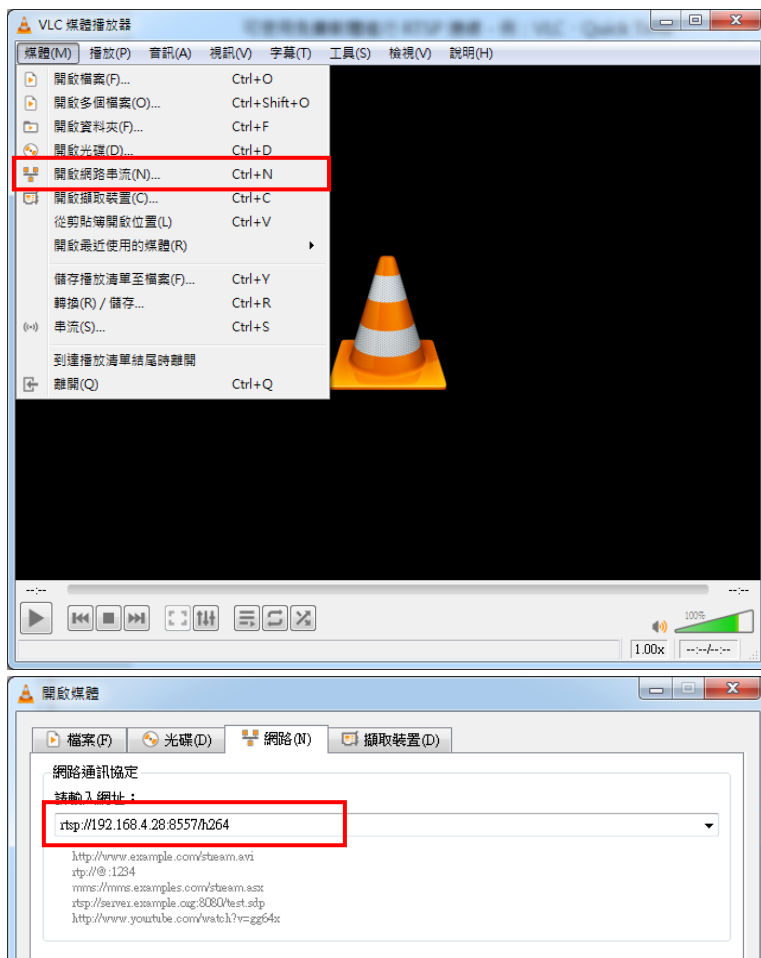 VLC 媒體播放器
媒體(M) 播放(P) 音訊(A) 視訊(V) 字幕(T) 工具(S) 檢視(V) 說明(H)
開啟檔案(F)... Ctrl+O
開啟多個檔案(O)... Ctrl+Shift+O
開啟資料夾(F)... Ctrl+F
開啟光碟(D)... Ctrl+D
開啟網路串流(N)... Ctrl+N
開啟擷取裝置(C)... Ctrl+C
從剪貼簿開啟位置(L) Ctrl+V
開啟最近使用的媒體(R)
儲存播放清單至檔案(F)... Ctrl+Y
轉換(R) / 儲存... Ctrl+R
串流(S)... Ctrl+S
到達播放清單結尾時離開
離開(Q) Ctrl+Q
--:-- --:--
100%
1.00x --:--/--:--
開啟媒體
檔案(F) 光碟(D) 網路(N) 擷取裝置(D)
網路通訊協定
請輸入網址：
rtsp://192.168.4.28:8557/h264
http://www.example.com/stream.avi
rtp://@:1234
mms://mms.examples.com/stream.asx
rtsp://server.example.org:8080/test.sdp
http://www.yourtube.com/watch?v=gg64x